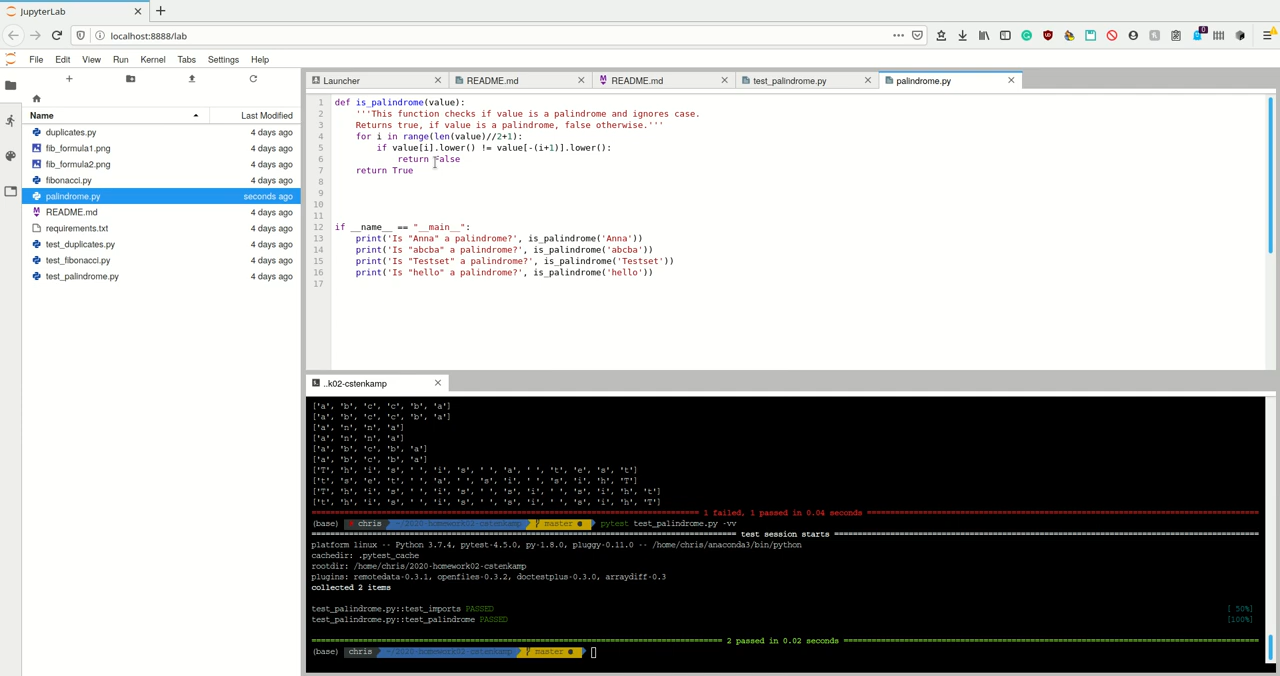 JupyterLab
localhost:8888/lab
File Edit View Run Kernel Tabs Settings Help
Name Last Modified
duplicates.py 4 days ago
fib_formula1.png 4 days ago
fib_formula2.png 4 days ago
fibonacci.py 4 days ago
palindrome.py seconds ago
README.md 4 days ago
requirements.txt 4 days ago
test_duplicates.py 4 days ago
test_fibonacci.py 4 days ago
test_palindrome.py 4 days ago
Launcher README.md README.md test_palindrome.py palindrome.py
1 def is_palindrome(value):
2 '''This function checks if value is a palindrome and ignores case.
3 Returns true, if value is a palindrome, false otherwise.'''
4 for i in range(len(value)//2+1):
5 if value[i].lower() != value[-(i+1)].lower():
6 return False
7 return True
8
9
10
11
12 if __name__ == "__main__":
13 print('Is "Anna" a palindrome?', is_palindrome('Anna'))
14 print('Is "abcba" a palindrome?', is_palindrome('abcba'))
15 print('Is "Testset" a palindrome?', is_palindrome('Testset'))
16 print('Is "hello" a palindrome?', is_palindrome('hello'))
17
..k02-cstenkamp
['a', 'b', 'c', 'c', 'b', 'a']
['a', 'b', 'c', 'c', 'b', 'a']
['a', 'n', 'n', 'a']
['a', 'n', 'n', 'a']
['a', 'b', 'c', 'b', 'a']
['a', 'b', 'c', 'b', 'a']
['T', 'h', 'i', 's', ' ', 'i', 's', ' ', 'a', ' ', 't', 'e', 's', 't']
['t', 's', 'e', 't', ' ', 'a', ' ', 's', 'i', ' ', 's', 'i', 'h', 'T']
['T', 'h', 'i', 's', ' ', 'i', 's', ' ', 's', 'i', ' ', 's', 'i', 'h', 't']
['t', 'h', 'i', 's', ' ', 'i', 's', ' ', 's', 'i', ' ', 's', 'i', 'h', 'T']
1 failed, 1 passed in 0.04 seconds
(base) chris ~/2020-homework02-cstenkamp master ● pytest test_palindrome.py -vv
test session starts
platform linux -- Python 3.7.4, pytest-4.5.0, py-1.8.0, pluggy-0.11.0 -- /home/chris/anaconda3/bin/python
cachedir: .pytest_cache
rootdir: /home/chris/2020-homework02-cstenkamp
plugins: remotedata-0.3.1, openfiles-0.3.2, doctestplus-0.3.0, arraydiff-0.3
collected 2 items
test_palindrome.py::test_imports PASSED [ 50%]
test_palindrome.py::test_palindrome PASSED [100%]
2 passed in 0.02 seconds
(base) chris ~/2020-homework02-cstenkamp master ●